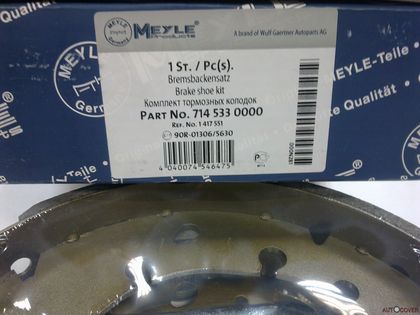 MEYLE
Products
A brand of Wulf Gaertner Autoparts AG
1 ST. / PC(S).
Bremsbackensatz
Brake shoe kit
Комплект тормозных колодок
PART NO. 714 533 0000
REF. NO. 1 417 551
90R-01306/5630
4 040074 546475
MEYLE-Teile
Qualität
AUTOCOVER